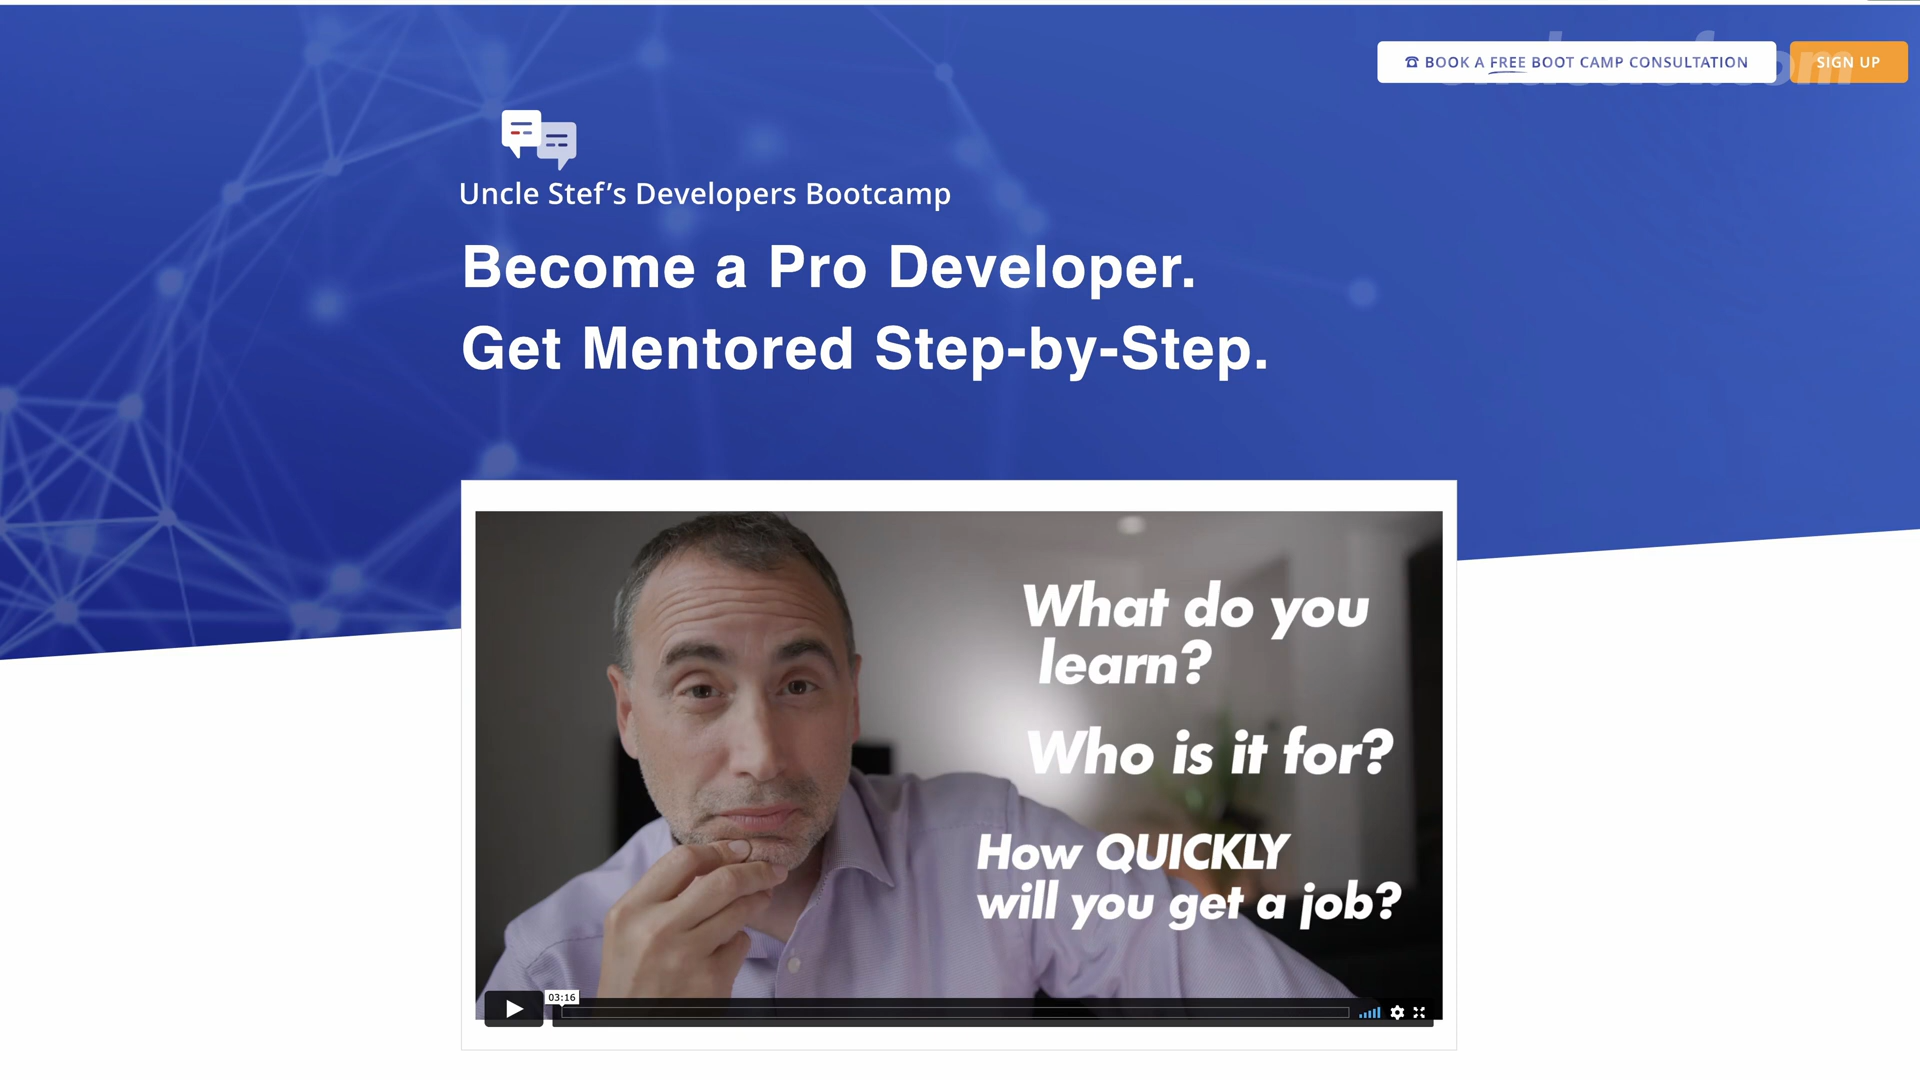 ☎ BOOK A FREE BOOT CAMP CONSULTATION
SIGN UP
Uncle Stef's Developers Bootcamp
Become a Pro Developer.
Get Mentored Step-by-Step.
What do you
learn?
Who is it for?
How QUICKLY
will you get a job?
03:16